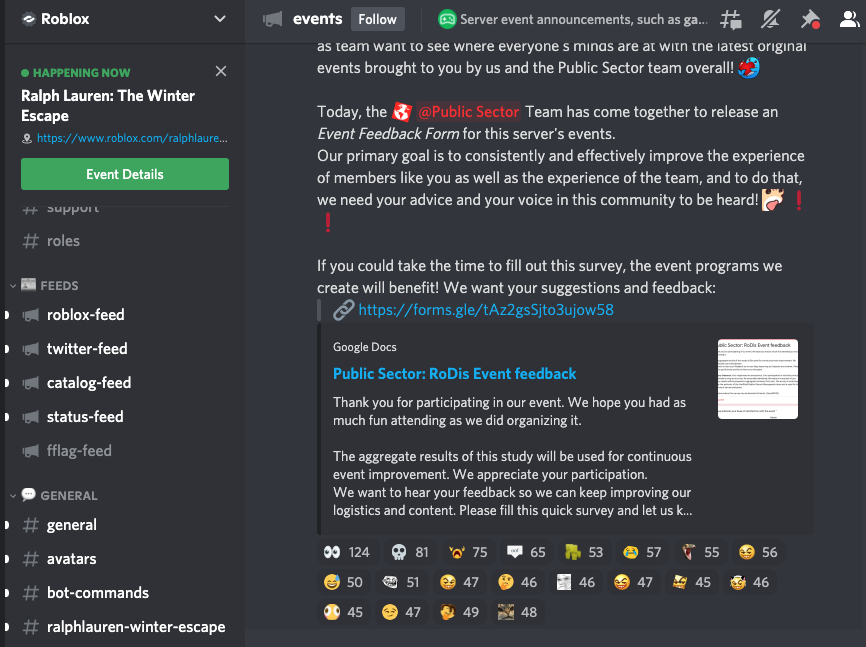 Roblox
HAPPENING NOW
Ralph Lauren: The Winter
Escape
https://www.roblox.com/ralphlaure...
Event Details
# support
# roles
FEEDS
roblox-feed
twitter-feed
catalog-feed
status-feed
fflag-feed
GENERAL
# general
# avatars
# bot-commands
# ralphlauren-winter-escape
events Follow Server event announcements, such as ga...
as team want to see where everyone's minds are at with the latest original
events brought to you by us and the Public Sector team overall!
Today, the @Public Sector Team has come together to release an
Event Feedback Form for this server's events.
Our primary goal is to consistently and effectively improve the experience
of members like you as well as the experience of the team, and to do that,
we need your advice and your voice in this community to be heard! ❗
❗
If you could take the time to fill out this survey, the event programs we
create will benefit! We want your suggestions and feedback:
https://forms.gle/tAz2gsSjto3ujow58
Google Docs
Public Sector: RoDis Event feedback
Thank you for participating in our event. We hope you had as
much fun attending as we did organizing it.
The aggregate results of this study will be used for continuous
event improvement. We appreciate your participation.
We want to hear your feedback so we can keep improving our
logistics and content. Please fill this quick survey and let us k...
124 81 75 65 53 57 55 56
50 51 47 46 46 47 45 46
45 47 49 48